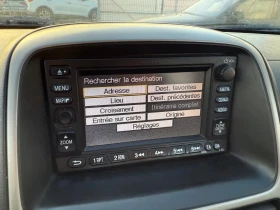 Rechercher la destination
Adresse
Dest. favorites
Lieu
Dest. précédentes
Croisement
Itinéraire complet
Entrée sur carte
Origine
Réglages
MENU
MAP/
ZOOM
1
2
3
4
5
6